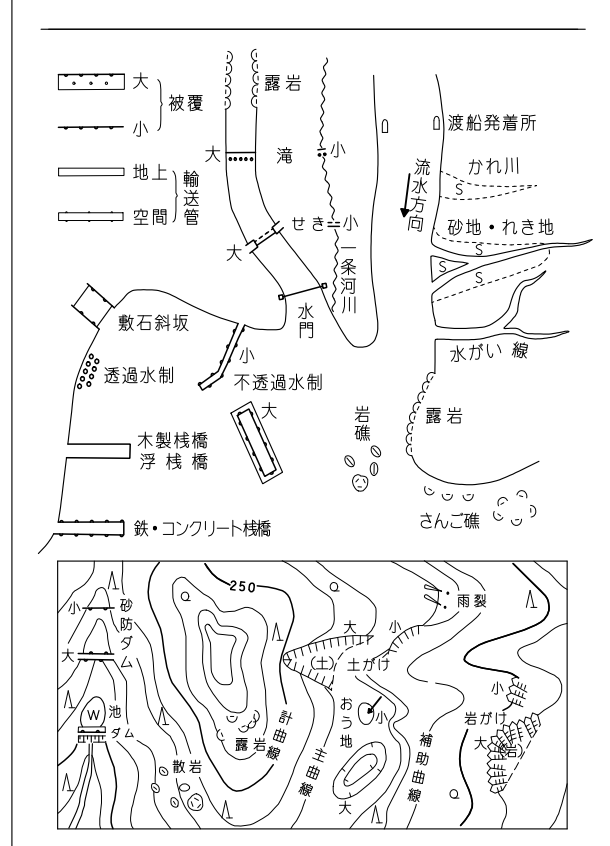 大
小
被覆
地上
空間
輸送管
露岩
大 滝 小
せき 小
大
一条河川
水門
渡船発着所
流水方向
かれ川
S
砂地・れき地
S
S
S
水がい線
敷石斜坂
透過水制
小
不透過水制
大
岩礁
露岩
木製桟橋
浮桟橋
さんご礁
鉄・コンクリート桟橋
250
小
砂防ダム
大
W
池
ダム
散岩
露岩
計曲線
主曲線
大
小
(土)
土がけ
おう地
小
大
補助曲線
雨裂
小
岩がけ
大
(岩)